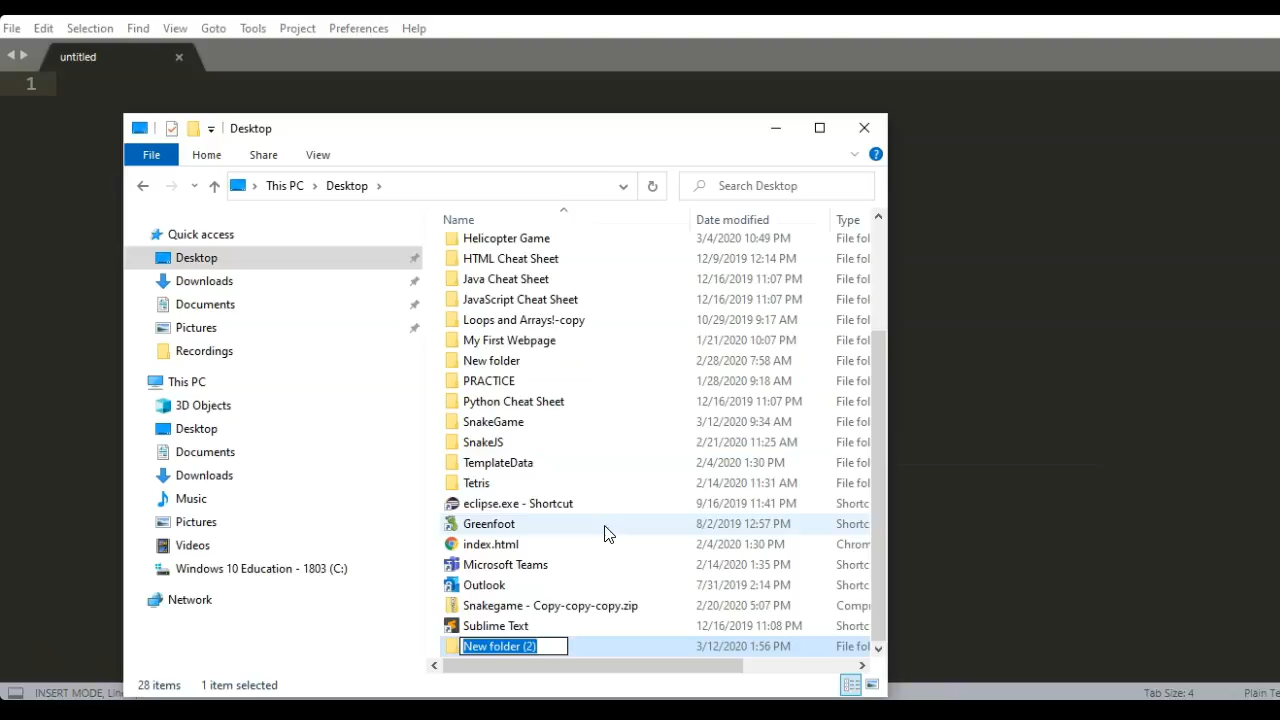 File Edit Selection Find View Goto Tools Project Preferences Help
untitled
1
Desktop
File Home Share View
This PC Desktop
Search Desktop
Quick access
Desktop
Downloads
Documents
Pictures
Recordings
This PC
3D Objects
Desktop
Documents
Downloads
Music
Pictures
Videos
Windows 10 Education - 1803 (C:)
Network
Name Date modified Type
Helicopter Game 3/4/2020 10:49 PM File fol
HTML Cheat Sheet 12/9/2019 12:14 PM File fol
Java Cheat Sheet 12/16/2019 11:07 PM File fol
JavaScript Cheat Sheet 12/16/2019 11:07 PM File fol
Loops and Arrays!-copy 10/29/2019 9:17 AM File fol
My First Webpage 1/21/2020 10:07 PM File fol
New folder 2/28/2020 7:58 AM File fol
PRACTICE 1/28/2020 9:18 AM File fol
Python Cheat Sheet 12/16/2019 11:07 PM File fol
SnakeGame 3/12/2020 9:34 AM File fol
SnakeJS 2/21/2020 11:25 AM File fol
TemplateData 2/4/2020 1:30 PM File fol
Tetris 2/14/2020 11:31 AM File fol
eclipse.exe - Shortcut 9/16/2019 11:41 PM Shortc
Greenfoot 8/2/2019 12:57 PM Shortc
index.html 2/4/2020 1:30 PM Chrom
Microsoft Teams 2/14/2020 1:35 PM Shortc
Outlook 7/31/2019 2:14 PM Shortc
Snakegame - Copy-copy-copy.zip 2/20/2020 5:07 PM Compr
Sublime Text 12/16/2019 11:08 PM Shortc
New folder (2) 3/12/2020 1:56 PM File fol
28 items 1 item selected
INSERT MODE, Lin Tab Size: 4 Plain Te